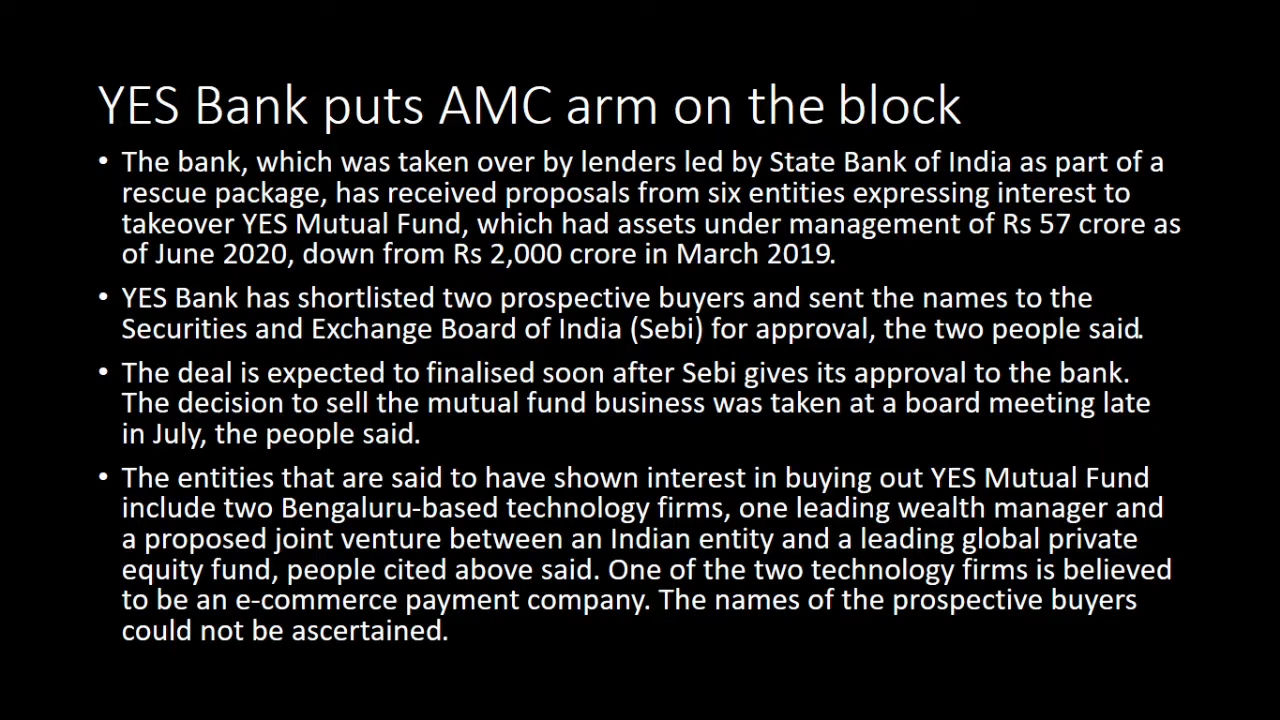 YES Bank puts AMC arm on the block
• The bank, which was taken over by lenders led by State Bank of India as part of a
rescue package, has received proposals from six entities expressing interest to
takeover YES Mutual Fund, which had assets under management of Rs 57 crore as
of June 2020, down from Rs 2,000 crore in March 2019.
• YES Bank has shortlisted two prospective buyers and sent the names to the
Securities and Exchange Board of India (Sebi) for approval, the two people said.
• The deal is expected to finalised soon after Sebi gives its approval to the bank.
The decision to sell the mutual fund business was taken at a board meeting late
in July, the people said.
• The entities that are said to have shown interest in buying out YES Mutual Fund
include two Bengaluru-based technology firms, one leading wealth manager and
a proposed joint venture between an Indian entity and a leading global private
equity fund, people cited above said. One of the two technology firms is believed
to be an e-commerce payment company. The names of the prospective buyers
could not be ascertained.